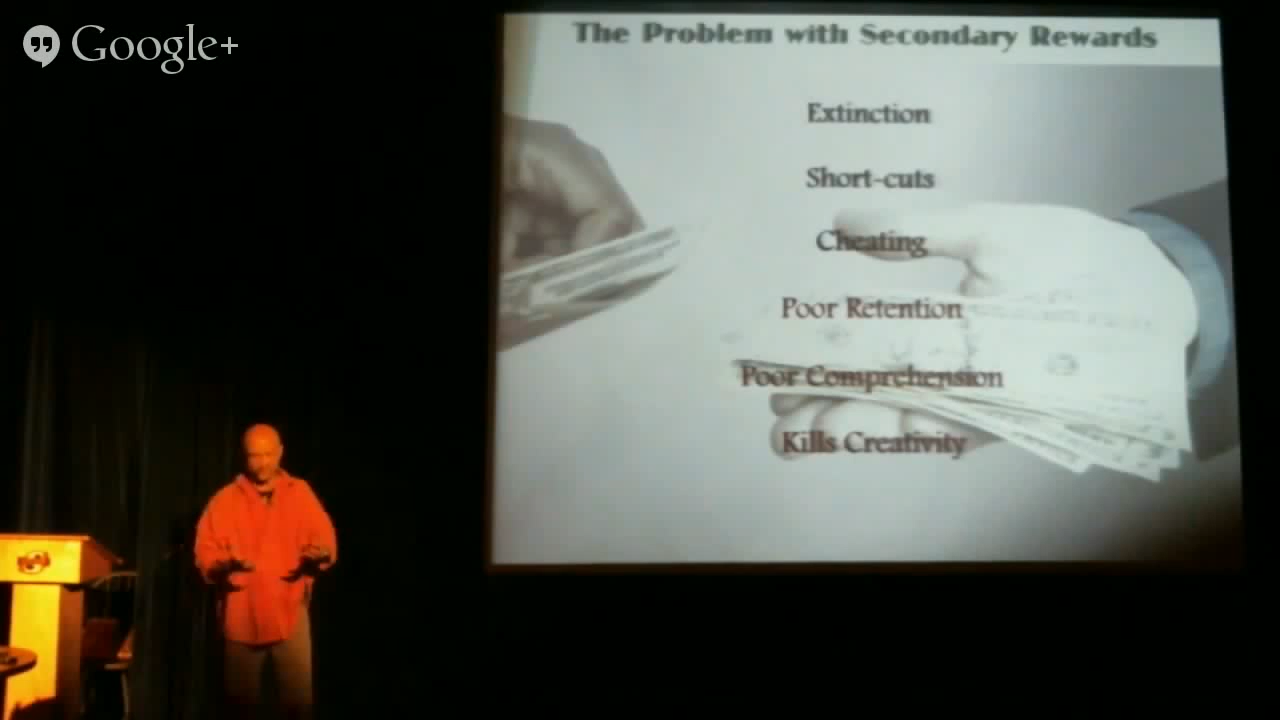 Google+
The Problem with Secondary Rewards
Extinction
Short-cuts
Cheating
Poor Retention
Poor Comprehension
Kills Creativity